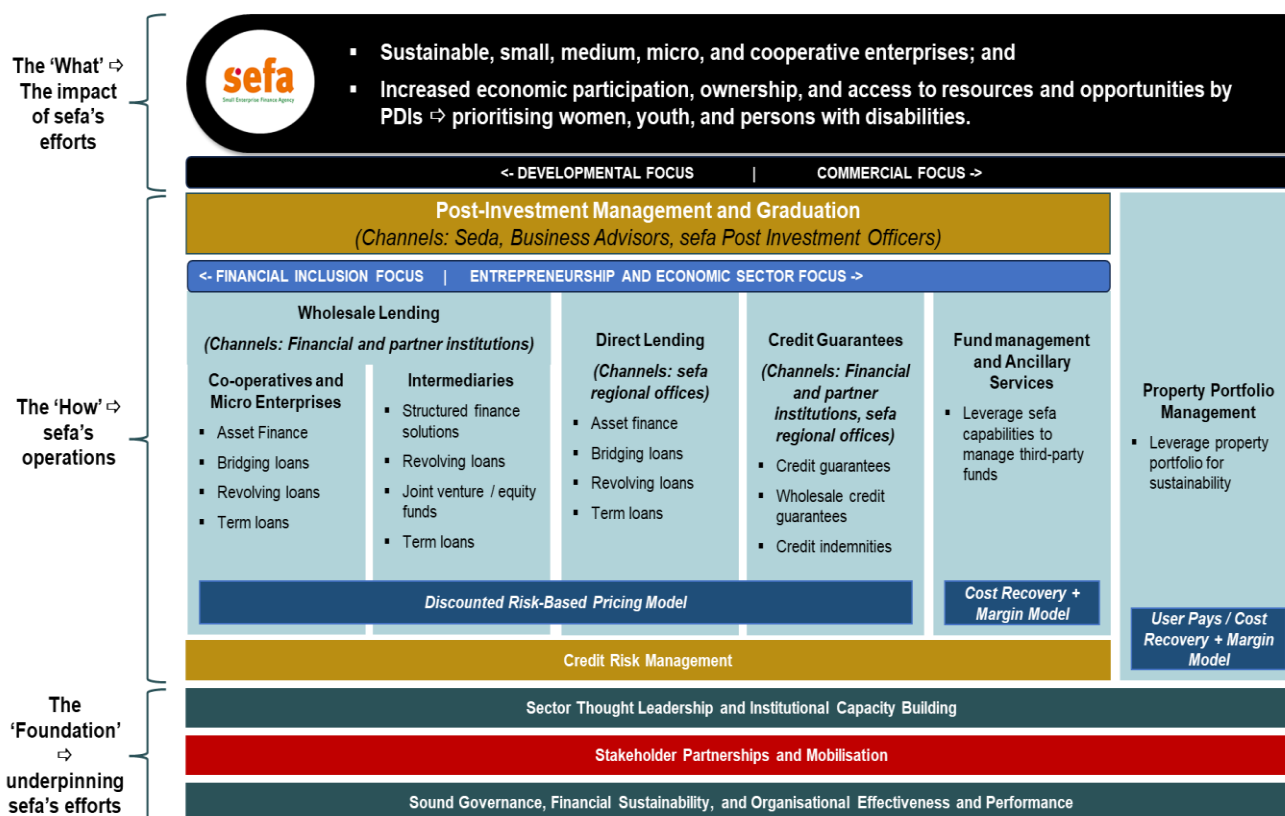 The ‘What’ ⇨
The impact
of sefa’s
efforts
sefa
Small Enterprise Finance Agency
▪ Sustainable, small, medium, micro, and cooperative enterprises; and
▪ Increased economic participation, ownership, and access to resources and opportunities by
PDIs ⇨ prioritising women, youth, and persons with disabilities.
<- DEVELOPMENTAL FOCUS | COMMERCIAL FOCUS ->
The ‘How’ ⇨
sefa’s
operations
Post-Investment Management and Graduation
(Channels: Seda, Business Advisors, sefa Post Investment Officers)
<- FINANCIAL INCLUSION FOCUS | ENTREPRENEURSHIP AND ECONOMIC SECTOR FOCUS ->
Wholesale Lending
(Channels: Financial and partner institutions)
Co-operatives and
Micro Enterprises
▪ Asset Finance
▪ Bridging loans
▪ Revolving loans
▪ Term loans
Intermediaries
▪ Structured finance
solutions
▪ Revolving loans
▪ Joint venture / equity
funds
▪ Term loans
Direct Lending
(Channels: sefa
regional offices)
▪ Asset finance
▪ Bridging loans
▪ Revolving loans
▪ Term loans
Credit Guarantees
(Channels: Financial
and partner
institutions, sefa
regional offices)
▪ Credit guarantees
▪ Wholesale credit
guarantees
▪ Credit indemnities
Discounted Risk-Based Pricing Model
Fund management
and Ancillary
Services
▪ Leverage sefa
capabilities to
manage third-party
funds
Cost Recovery +
Margin Model
Property Portfolio
Management
▪ Leverage property
portfolio for
sustainability
User Pays / Cost
Recovery + Margin
Model
Credit Risk Management
The
‘Foundation’
⇨
underpinning
sefa’s efforts
Sector Thought Leadership and Institutional Capacity Building
Stakeholder Partnerships and Mobilisation
Sound Governance, Financial Sustainability, and Organisational Effectiveness and Performance